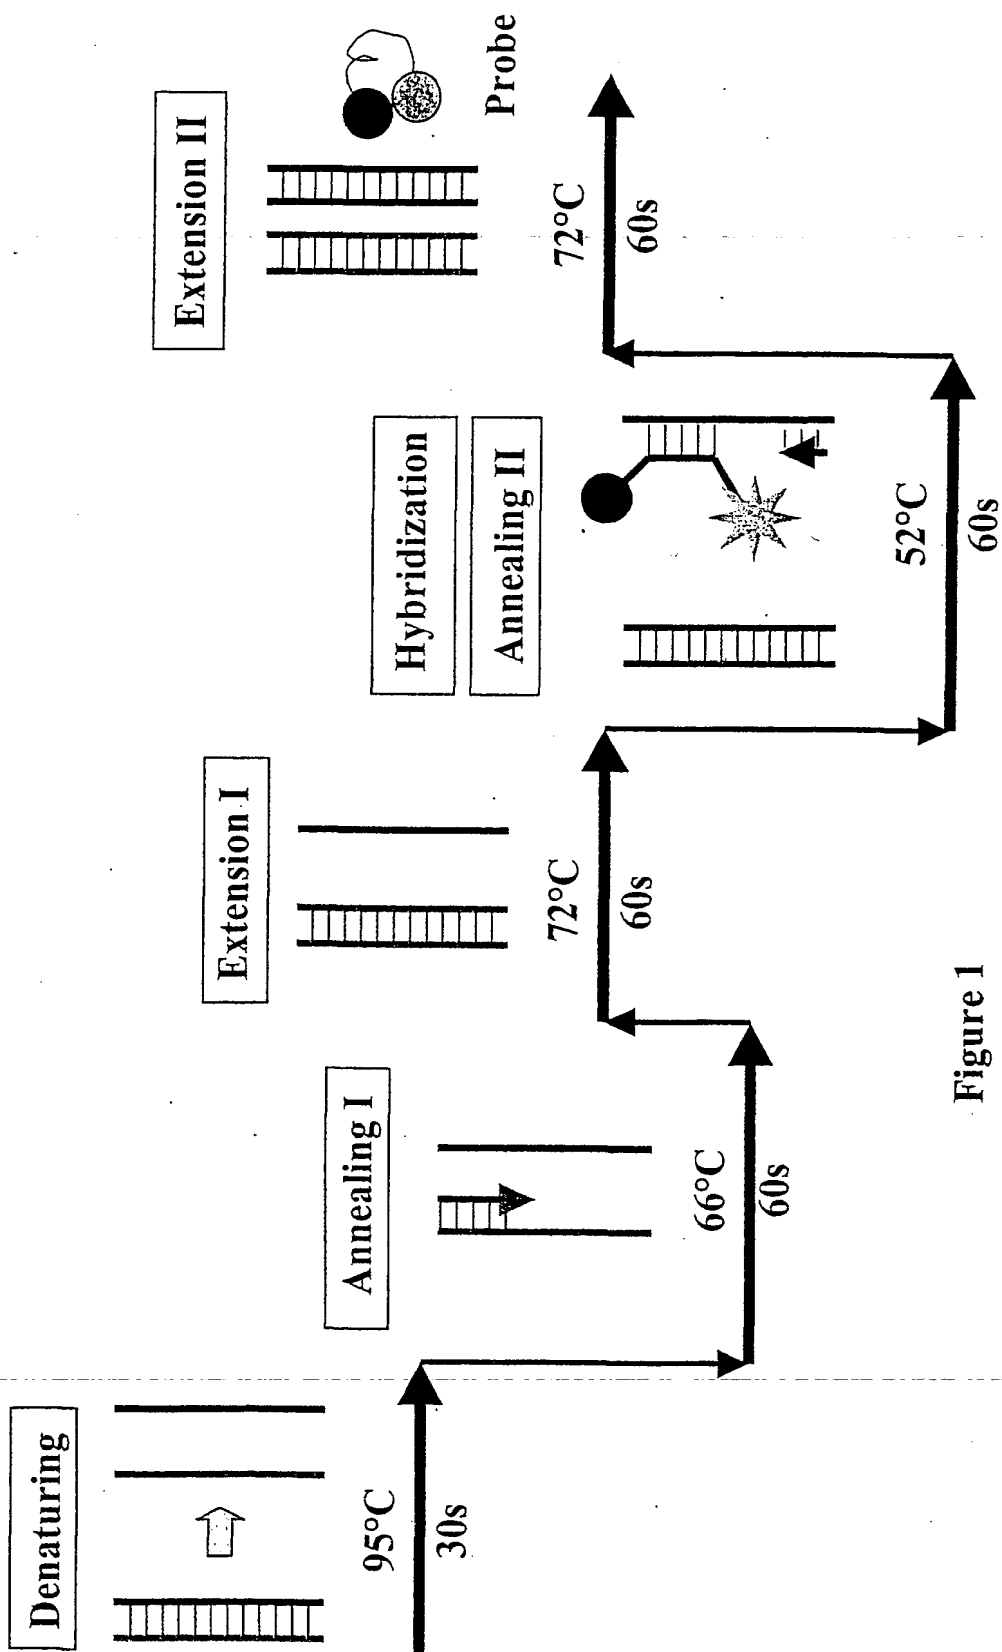 Denaturing
95°C
30s
Annealing I
66°C
60s
Extension I
72°C
60s
Hybridization
Annealing II
52°C
60s
Extension II
Probe
72°C
60s
Figure 1